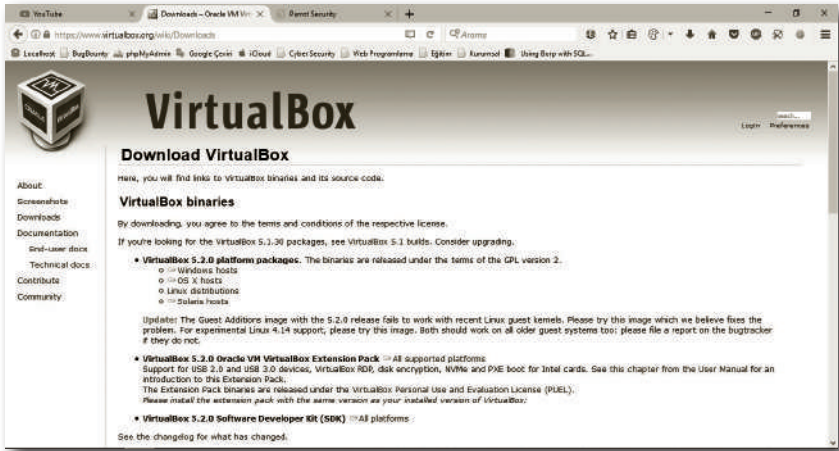 YouTube
Downloads – Oracle VM Vir
Parrot Security
https://www.virtualbox.org/wiki/Downloads
Arama
Localhost BugBounty phpMyAdmin Google Çeviri iCloud Cyber Security Web Programlama Eğitim Kurumsal Using Burp with SQL...
VirtualBox
search...
Login Preferences
Download VirtualBox
Here, you will find links to VirtualBox binaries and its source code.
VirtualBox binaries
By downloading, you agree to the terms and conditions of the respective license.
If you're looking for the VirtualBox 5.1.30 packages, see VirtualBox 5.1 builds. Consider upgrading.
• VirtualBox 5.2.0 platform packages. The binaries are released under the terms of the GPL version 2.
Windows hosts
OS X hosts
Linux distributions
Solaris hosts
Update: The Guest Additions image with the 5.2.0 release fails to work with recent Linux guest kernels. Please try this image which we believe fixes the
problem. For experimental Linux 4.14 support, please try this image. Both should work on all older guest systems too: please file a report on the bugtracker
if they do not.
• VirtualBox 5.2.0 Oracle VM VirtualBox Extension Pack All supported platforms
Support for USB 2.0 and USB 3.0 devices, VirtualBox RDP, disk encryption, NVMe and PXE boot for Intel cards. See this chapter from the User Manual for an
introduction to this Extension Pack.
The Extension Pack binaries are released under the VirtualBox Personal Use and Evaluation License (PUEL).
Please install the extension pack with the same version as your installed version of VirtualBox:
• VirtualBox 5.2.0 Software Developer Kit (SDK) All platforms
See the changelog for what has changed.
About
Screenshots
Downloads
Documentation
End-user docs
Technical docs
Contribute
Community